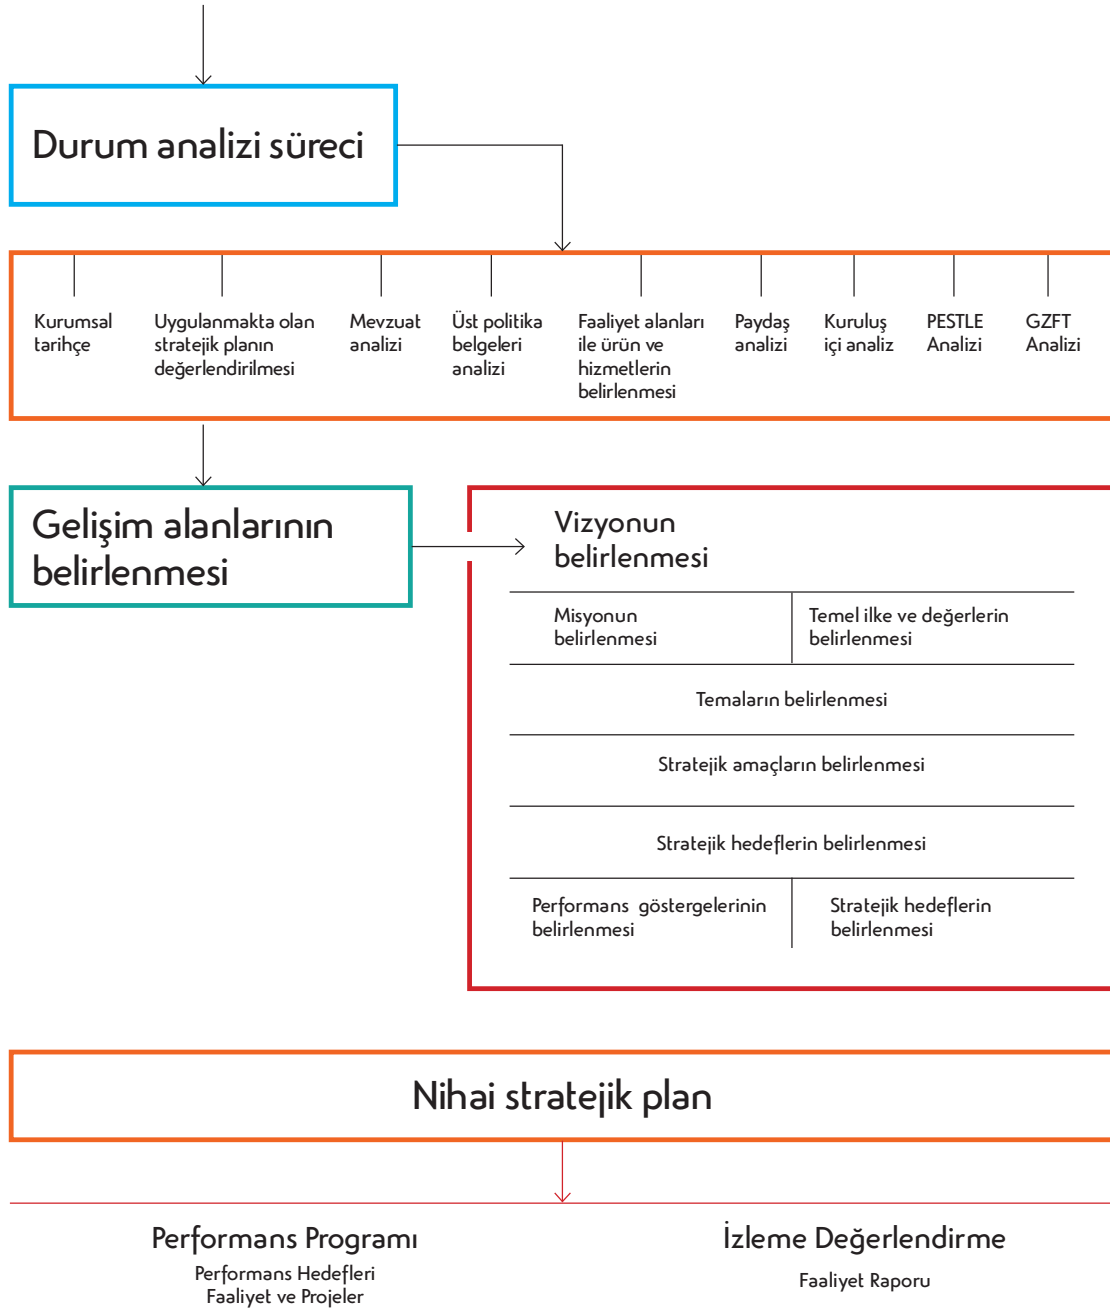 Durum analizi süreci
Kurumsal
tarihçe
Uygulanmakta olan
stratejik planın
değerlendirilmesi
Mevzuat
analizi
Üst politika
belgeleri
analizi
Faaliyet alanları
ile ürün ve
hizmetlerin
belirlenmesi
Paydaş
analizi
Kuruluş
içi analiz
PESTLE
Analizi
GZFT
Analizi
Gelişim alanlarının
belirlenmesi
Vizyonun
belirlenmesi
Misyonun
belirlenmesi
Temel ilke ve değerlerin
belirlenmesi
Temaların belirlenmesi
Stratejik amaçların belirlenmesi
Stratejik hedeflerin belirlenmesi
Performans göstergelerinin
belirlenmesi
Stratejik hedeflerin
belirlenmesi
Nihai stratejik plan
Performans Programı
Performans Hedefleri
Faaliyet ve Projeler
İzleme Değerlendirme
Faaliyet Raporu